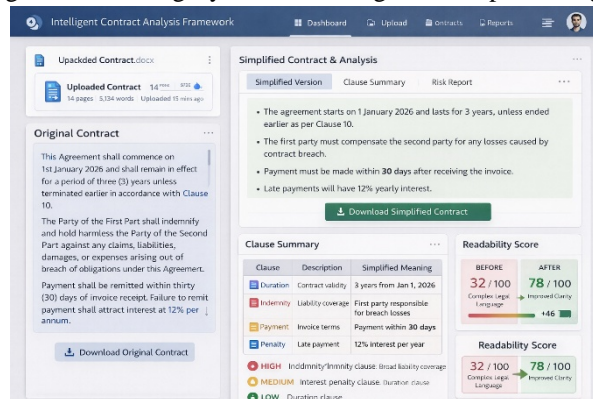 Intelligent Contract Analysis Framework
Dashboard
Upload
Contracts
Reports
Upackded Contract.docx
Uploaded Contract 14
14 pages 5,134 words Uploaded 15 mins ago
Original Contract
This Agreement shall commence on
1st January 2026 and shall remain in effect
for a period of three (3) years unless
terminated earlier in accordance with Clause
10.
The Party of the First Part shall indemnify
and hold harmless the Party of the Second
Part against any claims, liabilities,
damages, or expenses arising out of
breach of obligations under this Agreement.
Payment shall be remitted within thirty
(30) days of invoice receipt. Failure to remit
payment shall attract interest at 12% per
annum.
Download Original Contract
Simplified Contract & Analysis
Simplified Version
Clause Summary
Risk Report
• The agreement starts on 1 January 2026 and lasts for 3 years, unless ended
earlier as per Clause 10.
• The first party must compensate the second party for any losses caused by
contract breach.
• Payment must be made within 30 days after receiving the invoice.
• Late payments will have 12% yearly interest.
Download Simplified Contract
Clause Summary
Clause Description Simplified Meaning
Duration Contract validity 3 years from Jan 1, 2026
Indemnity Liability coverage First party responsible
for breach losses
Payment Invoice terms Payment within 30 days
Penalty Late payment 12% interest per year
HIGH clause. Broad liability coverage
MEDIUM Interest penalty clause. Duration clause
LOW Duration clause
Readability Score
BEFORE AFTER
32 / 100 78 / 100
Complex Legal Improved Clarity
Language
+46
Readability Score
32 / 100 78 / 100
Complex Legal Improved Clarity
Language